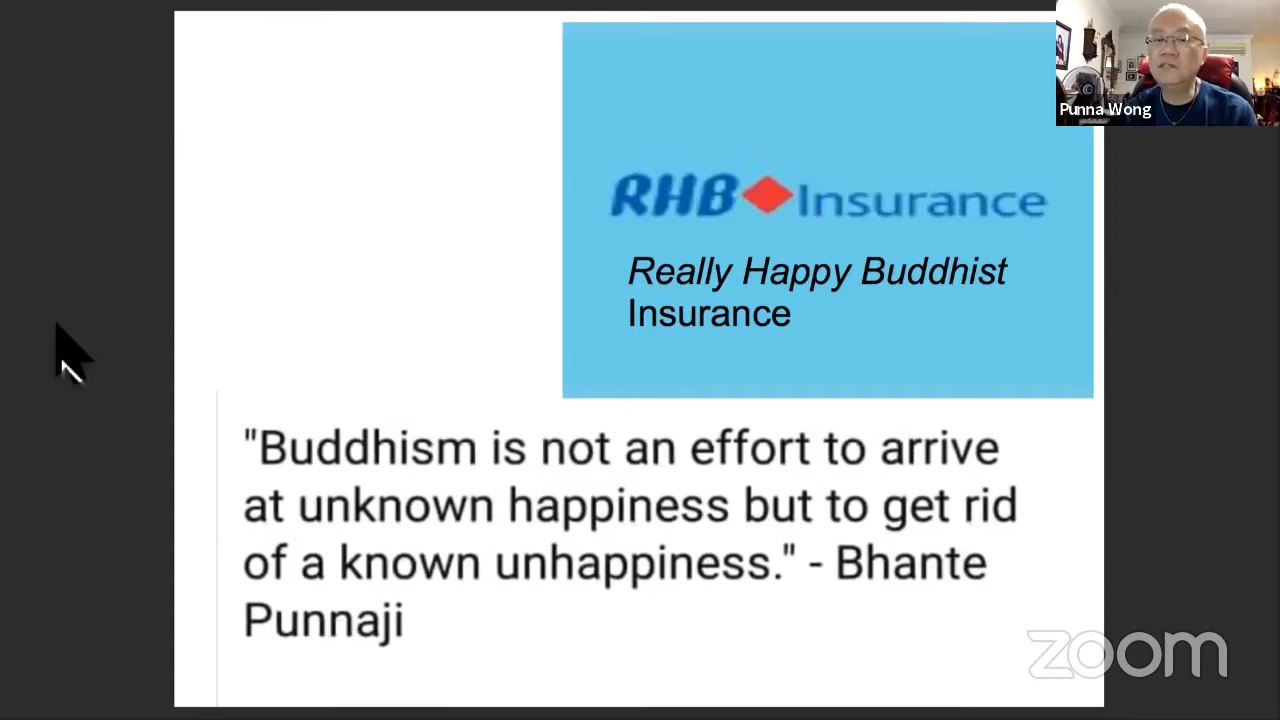 Punna Wong
RHB Insurance
Really Happy Buddhist
Insurance
"Buddhism is not an effort to arrive
at unknown happiness but to get rid
of a known unhappiness." - Bhante
Punnaji
zoom